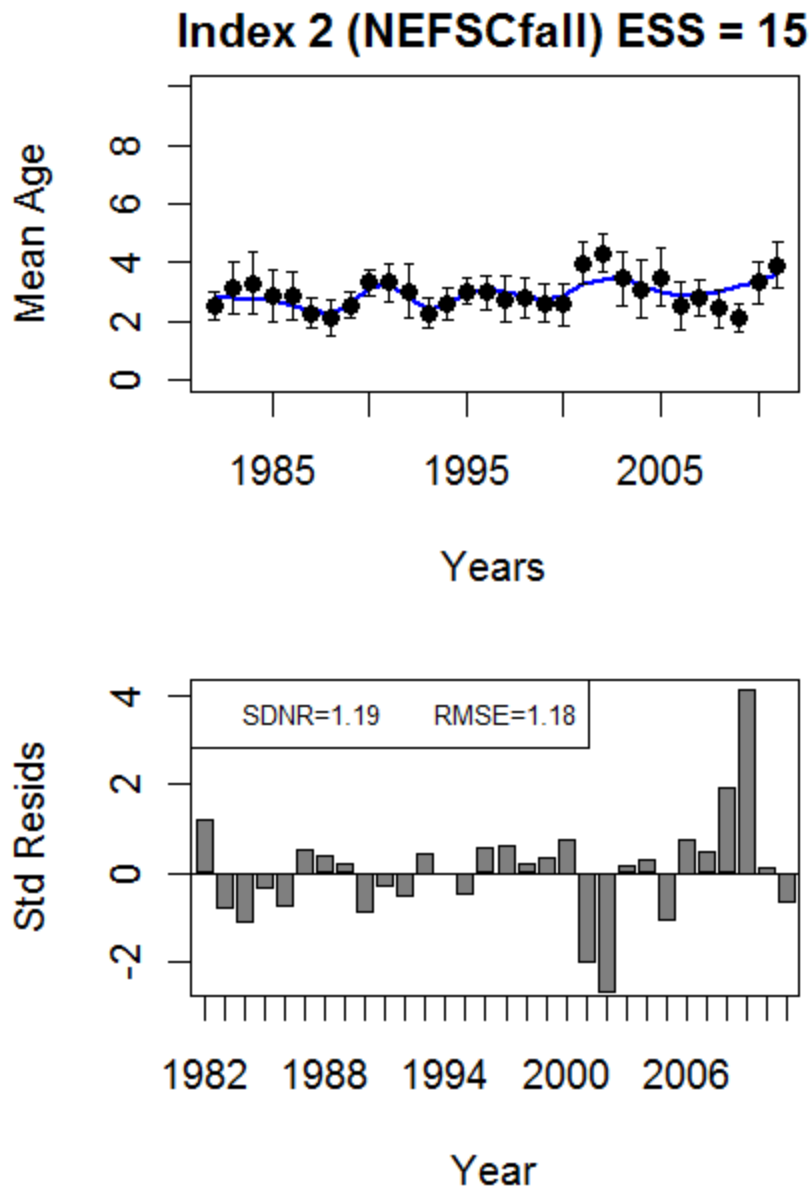 Index 2 (NEFSCfall) ESS = 15
Mean Age
8
6
4
2
0
1985 1995 2005
Years
SDNR=1.19 RMSE=1.18
Std Resids
4
2
0
-2
1982 1988 1994 2000 2006
Year